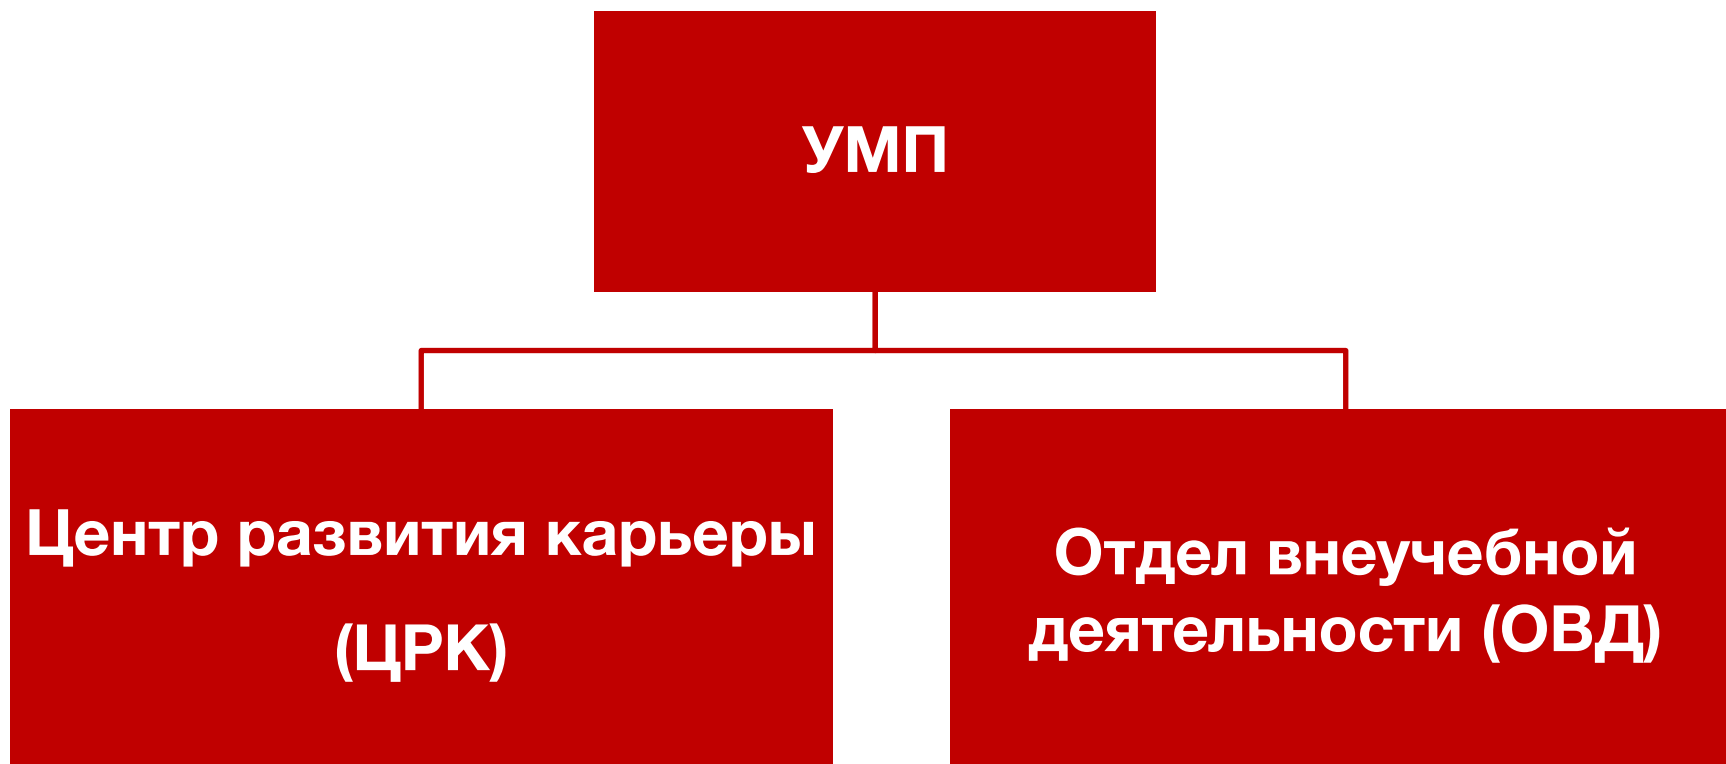 УМП
Центр развития карьеры
(ЦРК)
Отдел внеучебной
деятельности (ОВД)